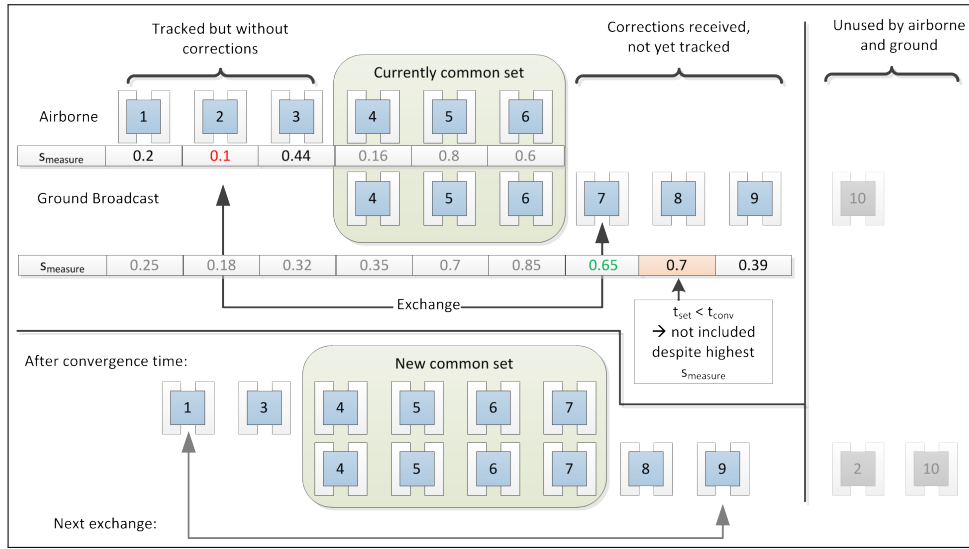 Tracked but without corrections
Corrections received, not yet tracked
Unused by airborne and ground
Currently common set
Airborne
1 2 3 4 5 6
smeasure 0.2 0.1 0.44 0.16 0.8 0.6
Ground Broadcast
4 5 6 7 8 9 10
smeasure 0.25 0.18 0.32 0.35 0.7 0.85 0.65 0.7 0.39
Exchange
tset < tconv
→ not included
despite highest
smeasure
After convergence time:
New common set
1 3 4 5 6 7
4 5 6 7 8 9 2 10
Next exchange: